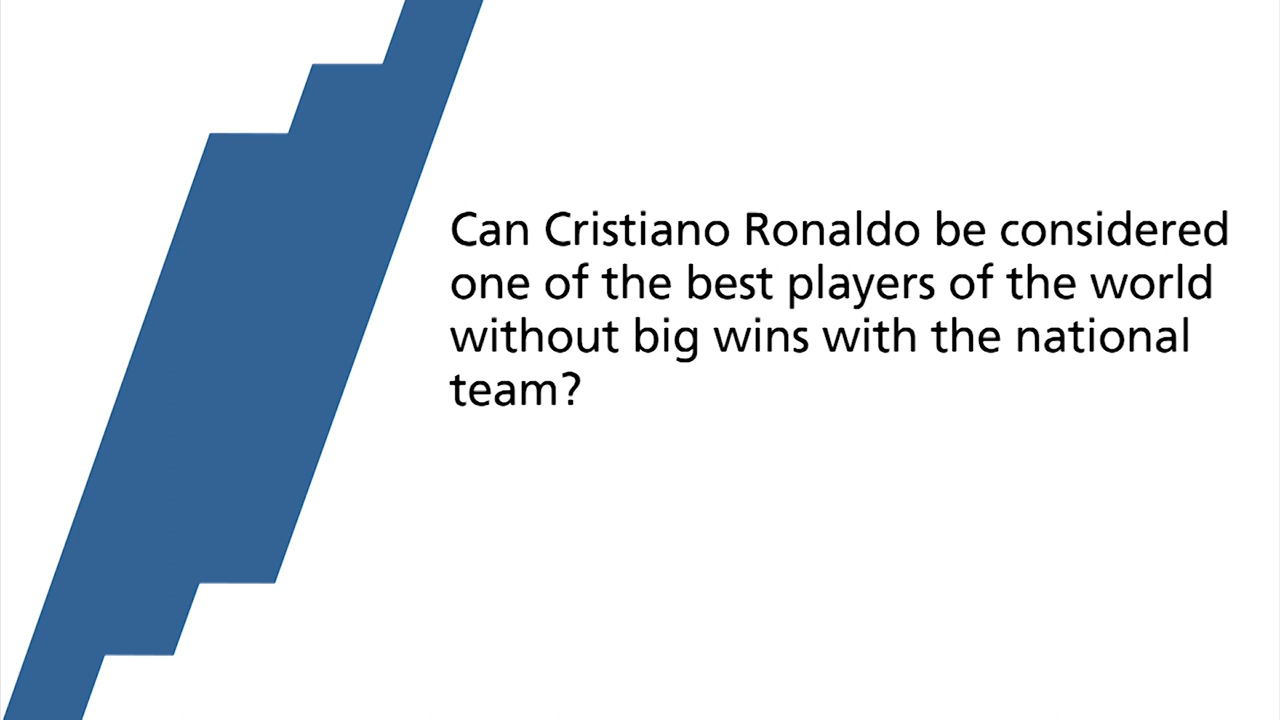 Can Cristiano Ronaldo be considered
one of the best players of the world
without big wins with the national
team?